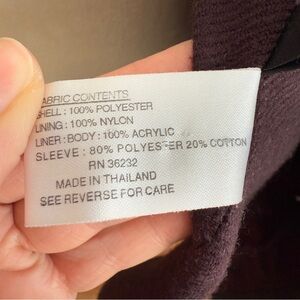 FABRIC CONTENTS
SHELL : 100% POLYESTER
LINING : 100% NYLON
LINER : BODY : 100% ACRYLIC
SLEEVE : 80% POLYESTER 20% COTTON
RN 36232
MADE IN THAILAND
SEE REVERSE FOR CARE